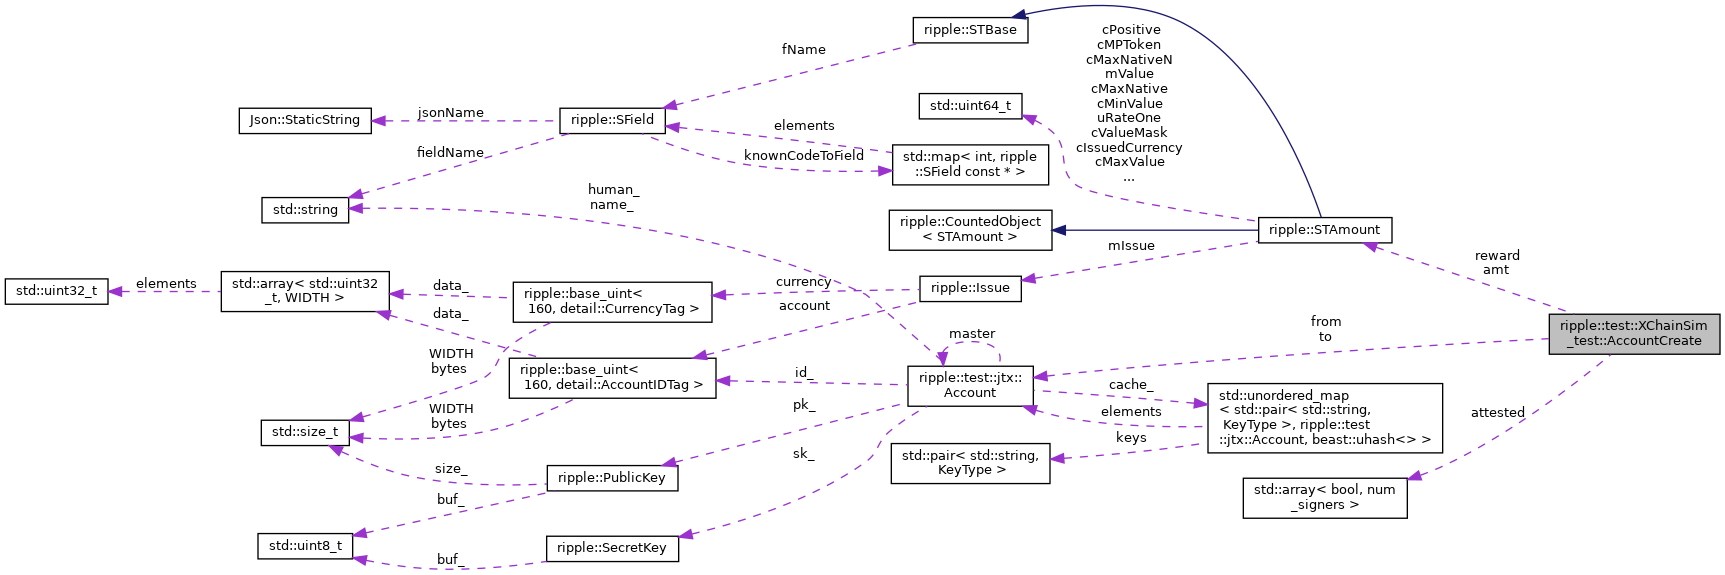 ripple::STBase
cPositive
cMPToken
cMaxNativeN
mValue
cMaxNative
cMinValue
uRateOne
cValueMask
cIssuedCurrency
cMaxValue
...
fName
std::uint64_t
Json::StaticString
jsonName
ripple::SField
elements
fieldName
knownCodeToField
std::map< int, ripple
::SField const * >
human_
name_
std::string
ripple::CountedObject
< STAmount >
ripple::STAmount
mIssue
reward
amt
std::uint32_t
elements
std::array< std::uint32
_t, WIDTH >
data_
data_
ripple::base_uint<
160, detail::CurrencyTag >
currency
account
ripple::Issue
from
to
ripple::test::XChainSim
_test::AccountCreate
master
WIDTH
bytes
ripple::base_uint<
160, detail::AccountIDTag >
id_
ripple::test::jtx::
Account
cache_
elements
keys
std::unordered_map
< std::pair< std::string,
KeyType >, ripple::test
::jtx::Account, beast::uhash<> >
attested
WIDTH
bytes
pk_
std::size_t
sk_
std::pair< std::string,
KeyType >
size_
ripple::PublicKey
std::array< bool, num
_signers >
buf_
std::uint8_t
ripple::SecretKey
buf_